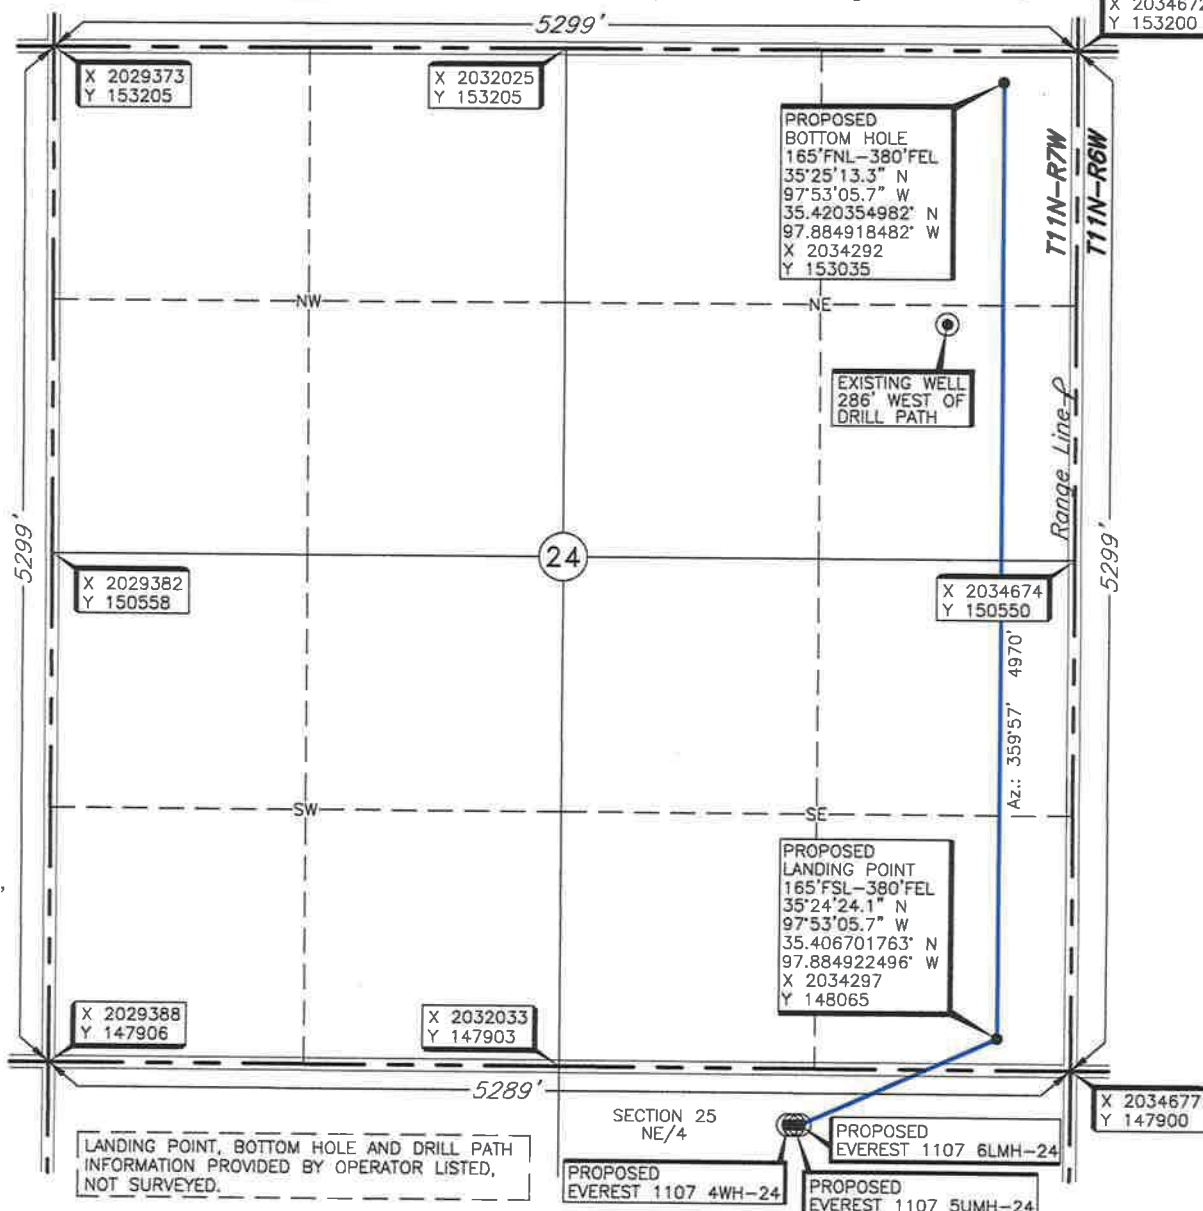 5299'
X 2034672
Y 153200
X 2029373
Y 153205
X 2032025
Y 153205
PROPOSED
BOTTOM HOLE
165'FNL-380'FEL
35°25'13.3" N
97°53'05.7" W
35.420354982° N
97.884918482° W
X 2034292
Y 153035
T11N-R7W
T11N-R6W
NW
NE
EXISTING WELL
286' WEST OF
DRILL PATH
Range Line
5299'
24
5299'
X 2029382
Y 150558
X 2034674
Y 150550
Az.: 359°57' 4970'
SW
SE
PROPOSED
LANDING POINT
165'FSL-380'FEL
35°24'24.1" N
97°53'05.7" W
35.406701763° N
97.884922496° W
X 2034297
Y 148065
X 2029388
Y 147906
X 2032033
Y 147903
5289'
X 2034677
Y 147900
SECTION 25
NE/4
LANDING POINT, BOTTOM HOLE AND DRILL PATH
INFORMATION PROVIDED BY OPERATOR LISTED,
NOT SURVEYED.
PROPOSED
EVEREST 1107 6LMH-24
PROPOSED
EVEREST 1107 4WH-24
PROPOSED
EVEREST 1107 5UMH-24